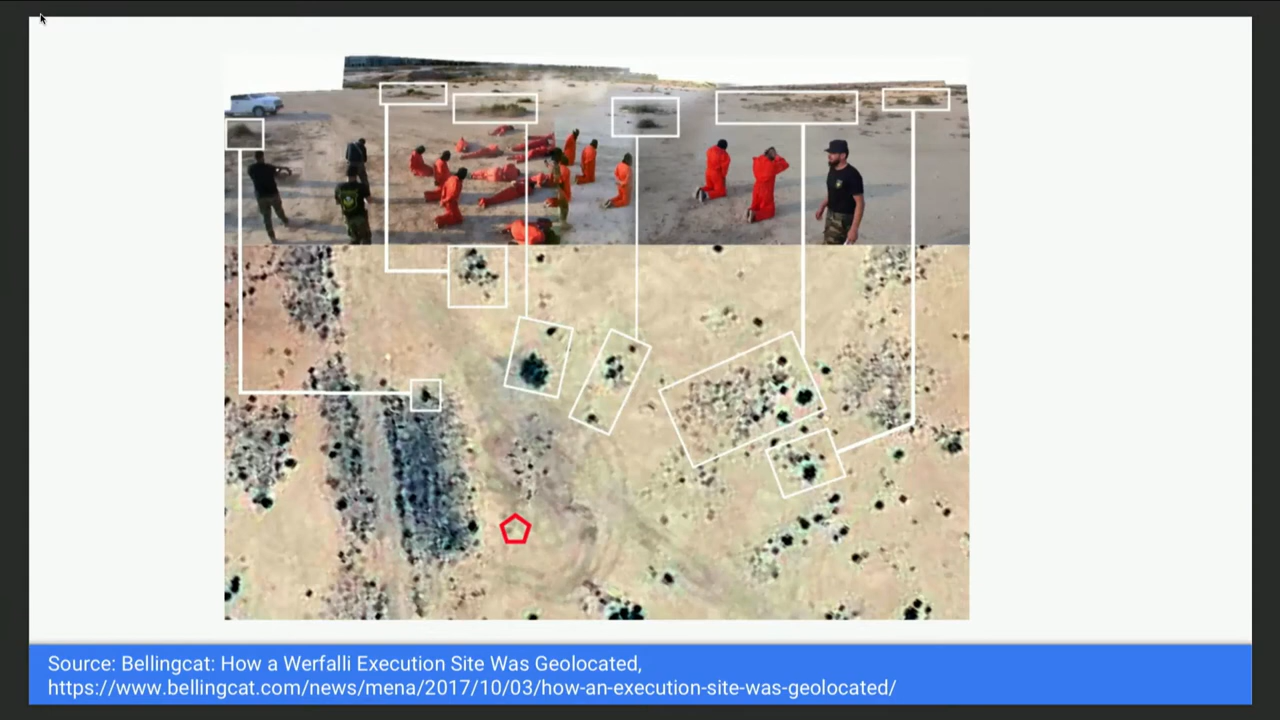 Source: Bellingcat: How a Werfalli Execution Site Was Geolocated,
https://www.bellingcat.com/news/mena/2017/10/03/how-an-execution-site-was-geolocated/